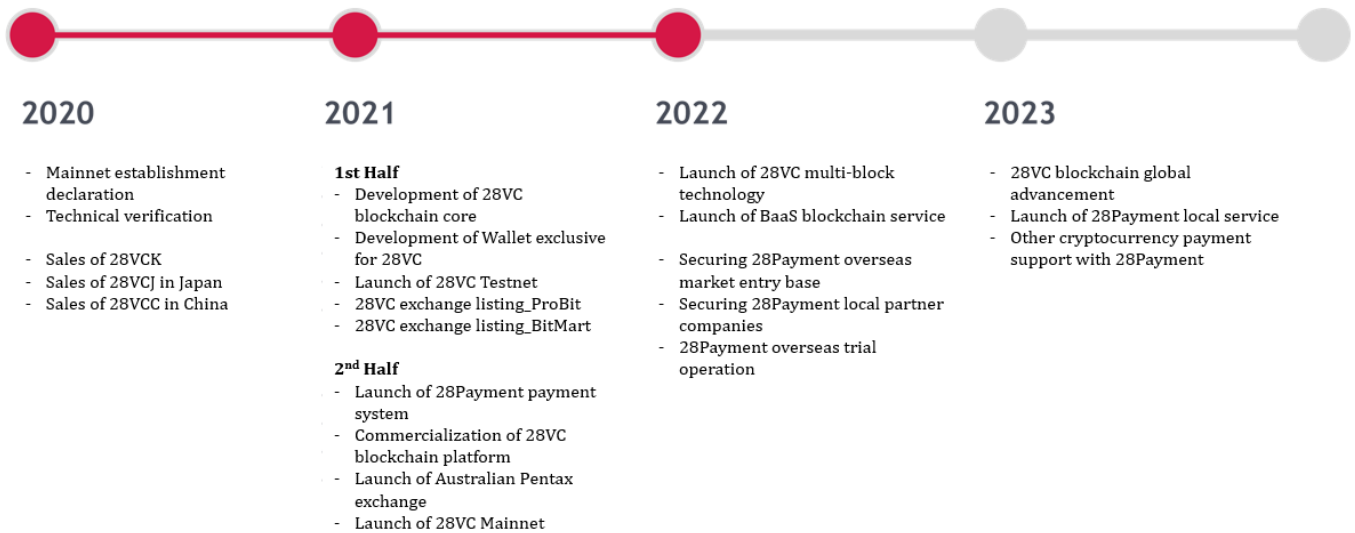 2020
- Mainnet establishment
declaration
- Technical verification
- Sales of 28VCK
- Sales of 28VCJ in Japan
- Sales of 28VCC in China
2021
1st Half
- Development of 28VC
blockchain core
- Development of Wallet exclusive
for 28VC
- Launch of 28VC Testnet
- 28VC exchange listing_ProBit
- 28VC exchange listing_BitMart
2nd Half
- Launch of 28Payment payment
system
- Commercialization of 28VC
blockchain platform
- Launch of Australian Pentax
exchange
- Launch of 28VC Mainnet
2022
- Launch of 28VC multi-block
technology
- Launch of BaaS blockchain service
- Securing 28Payment overseas
market entry base
- Securing 28Payment local partner
companies
- 28Payment overseas trial
operation
2023
- 28VC blockchain global
advancement
- Launch of 28Payment local service
- Other cryptocurrency payment
support with 28Payment